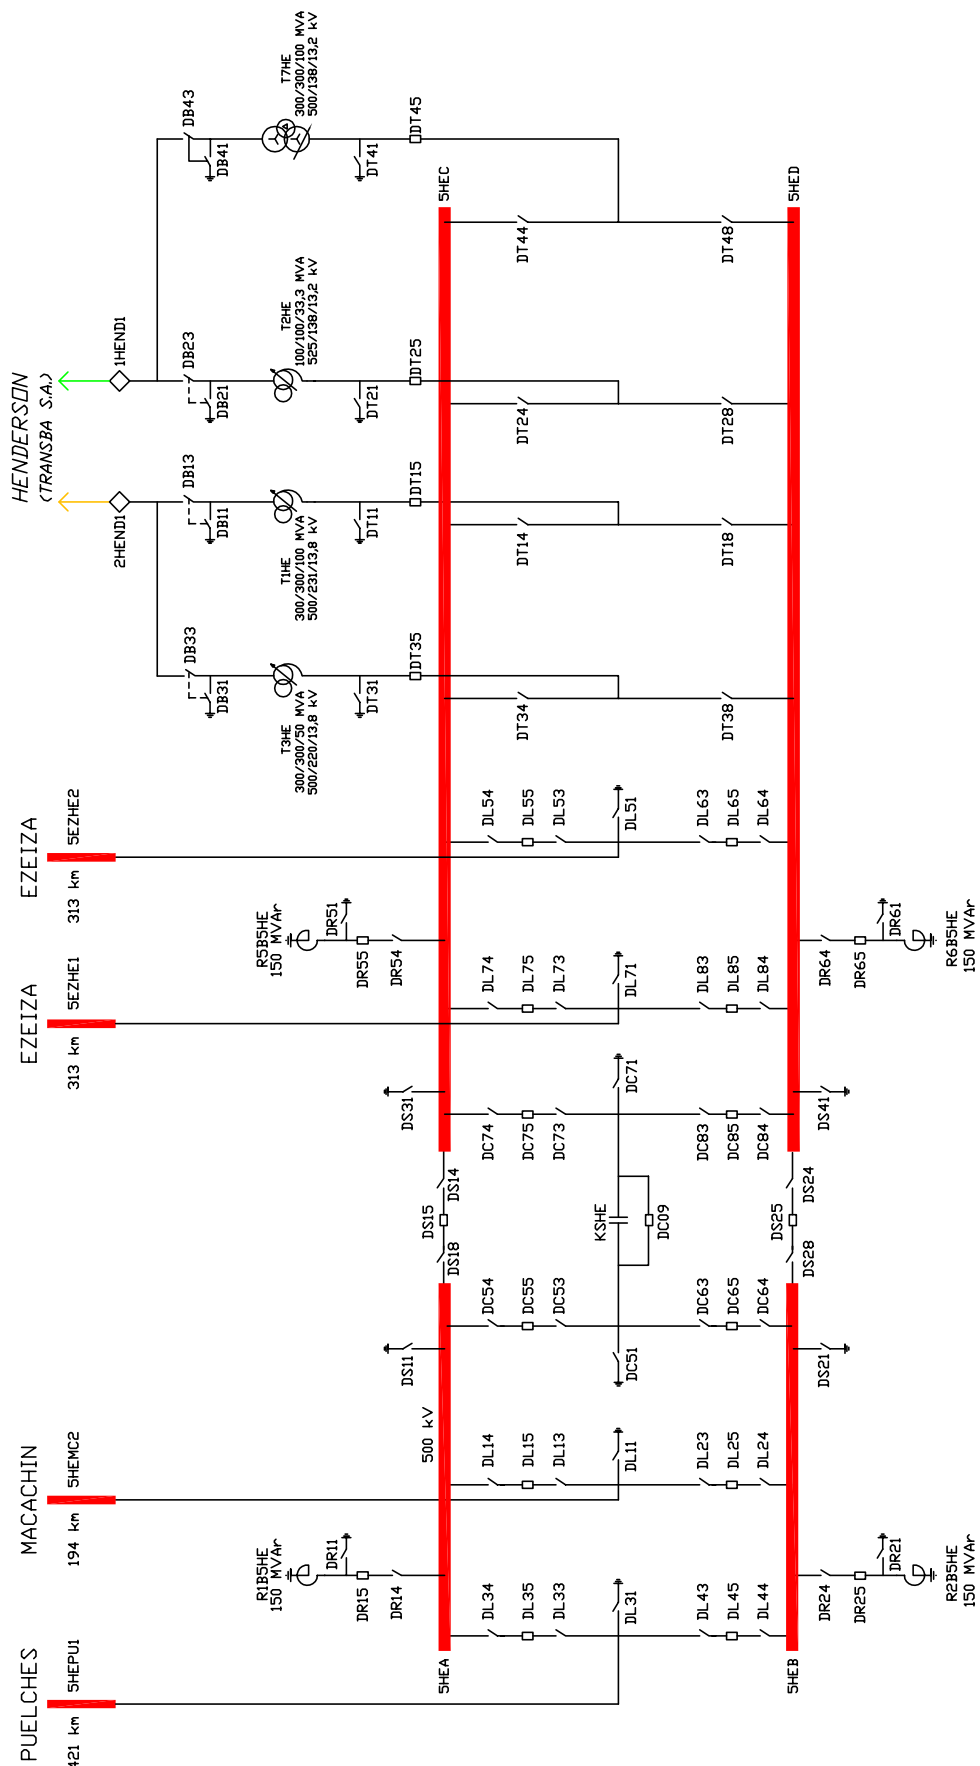 PUELCHES
421 km
5HEPU1
MACACHIN
194 km
5HEMC2
EZEIZA
313 km
5EZHE1
EZEIZA
313 km
5EZHE2
HENDERSON
(TRANSBA S.A.)
2HEND1
1HEND1
DB33
DB31
T3HE
300/300/50 MVA
500/220/13,8 kV
DT31
DT35
DB13
DB11
T1HE
300/300/100 MVA
500/231/13,8 kV
DT11
DT15
DB23
DB21
T2HE
100/100/33,3 MVA
525/138/13,2 kV
DT21
DT25
DB43
DB41
T7HE
300/300/100 MVA
500/138/13,2 kV
DT41
DT45
R1B5HE
150 MVAr
DR11
DR15
DR14
R5B5HE
150 MVAr
DR51
DR55
DR54
5HEA
500 kV
DS11
DS18
DS15
DS14
DS31
5HEC
DL34
DL35
DL33
DL31
DL43
DL45
DL44
DL14
DL15
DL13
DL11
DL23
DL25
DL24
DC54
DC55
DC53
DC51
DC63
DC65
DC64
KSHE
DC09
DC74
DC75
DC73
DC71
DC83
DC85
DC84
DL74
DL75
DL73
DL71
DL83
DL85
DL84
DL54
DL55
DL53
DL51
DL63
DL65
DL64
DT34
DT38
DT14
DT18
DT24
DT28
DT44
DT48
5HEB
DS21
DS28
DS25
DS24
DS41
5HED
DR24
DR25
DR21
R2B5HE
150 MVAr
DR64
DR65
DR61
R6B5HE
150 MVAr